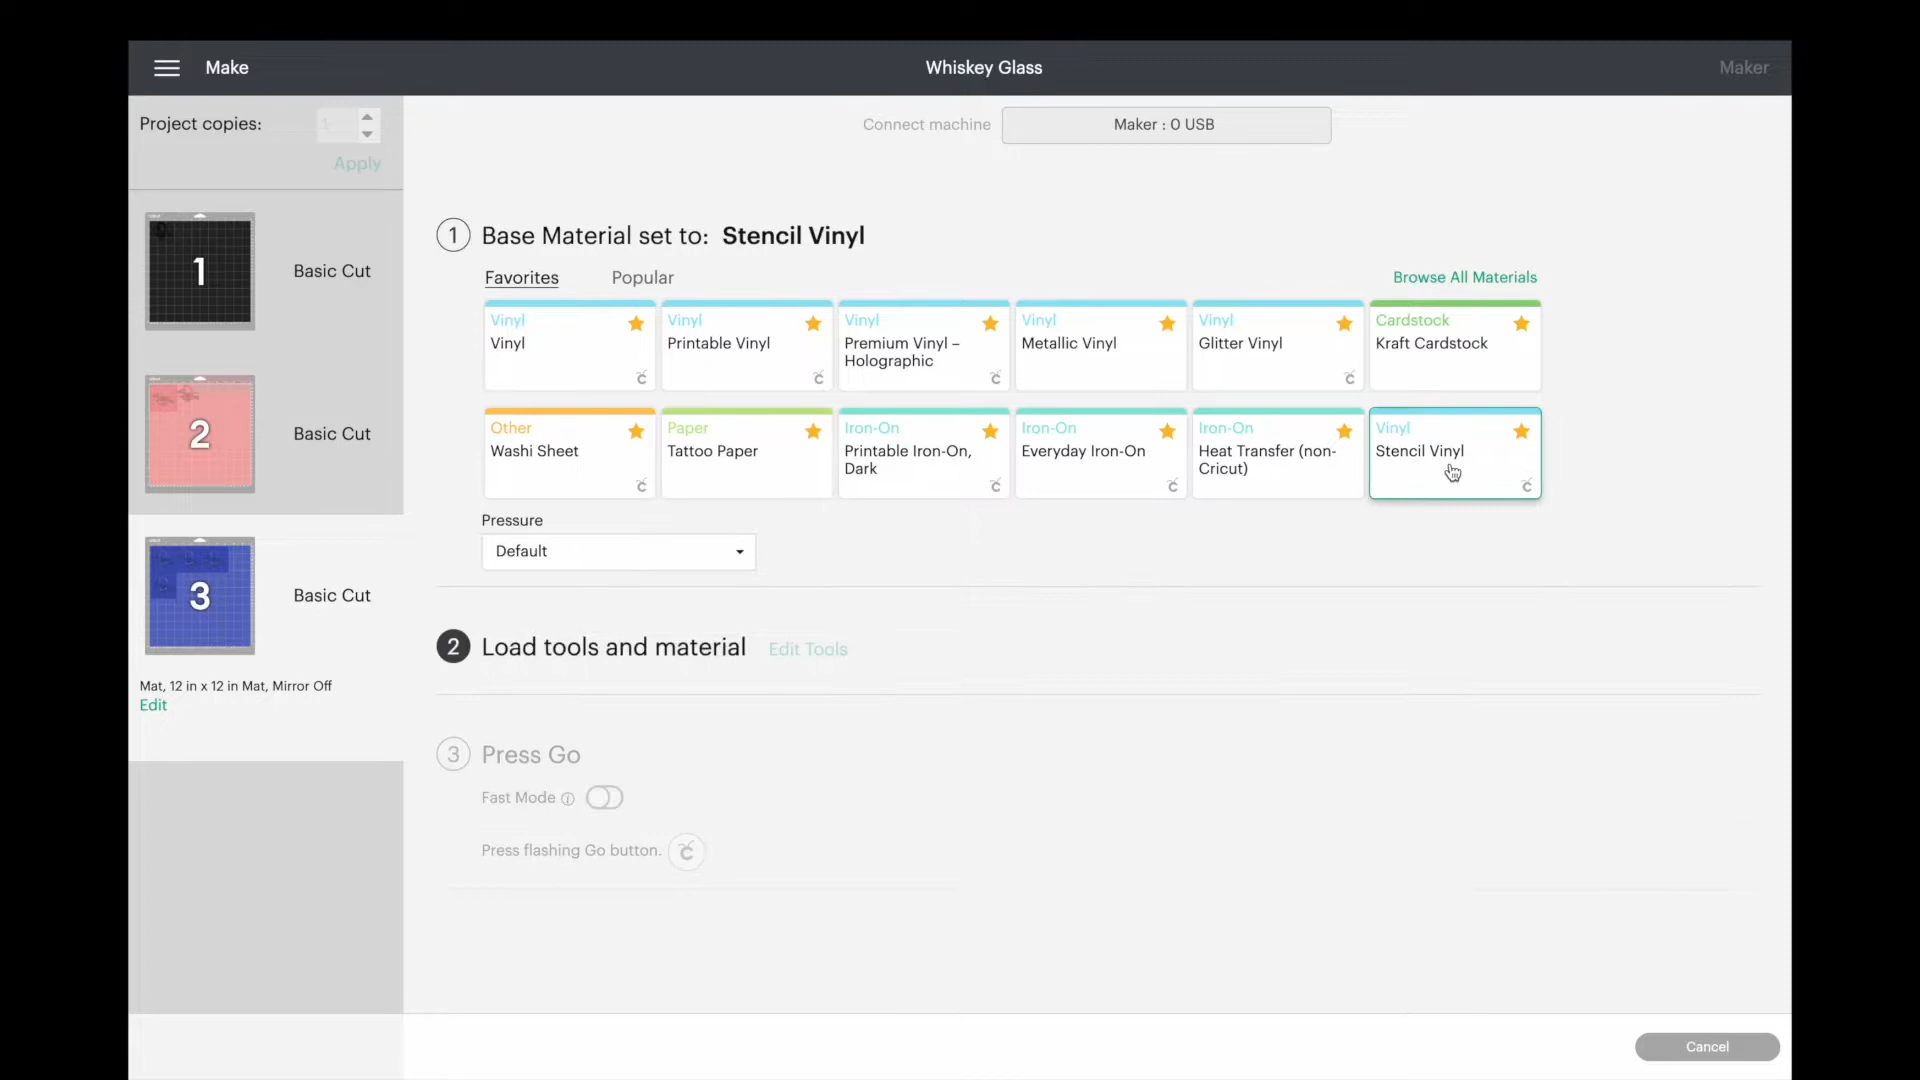 Make
Whiskey Glass
Maker
Project copies:
1
Apply
Connect machine
Maker : 0 USB
1
Basic Cut
2
Basic Cut
3
Basic Cut
Mat, 12 in x 12 in Mat, Mirror Off
Edit
1 Base Material set to: Stencil Vinyl
Favorites
Popular
Browse All Materials
Vinyl
Vinyl
Vinyl
Printable Vinyl
Vinyl
Premium Vinyl –
Holographic
Vinyl
Metallic Vinyl
Vinyl
Glitter Vinyl
Cardstock
Kraft Cardstock
Other
Washi Sheet
Paper
Tattoo Paper
Iron-On
Printable Iron-On,
Dark
Iron-On
Everyday Iron-On
Iron-On
Heat Transfer (non-
Cricut)
Vinyl
Stencil Vinyl
Pressure
Default
2 Load tools and material
Edit Tools
3 Press Go
Fast Mode
Press flashing Go button.
Cancel